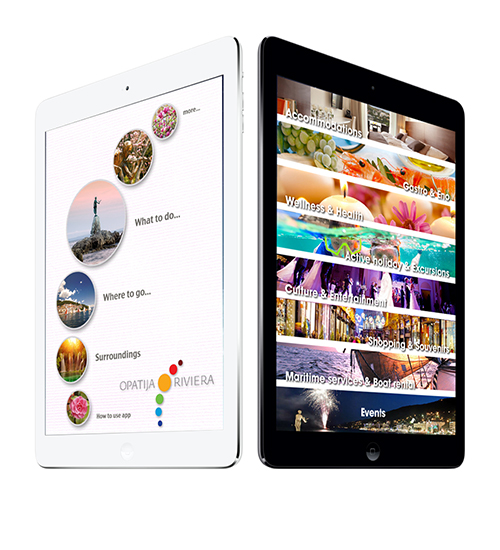 more...
What to do...
Where to go...
Surroundings
OPATIJA RIVIERA
How to use app
Accommodations
Gastro & Eno
Wellness & Health
Active holiday & Excursions
Culture & Entertainment
Shopping & Souvenirs
Maritime services & Boat rental
Events